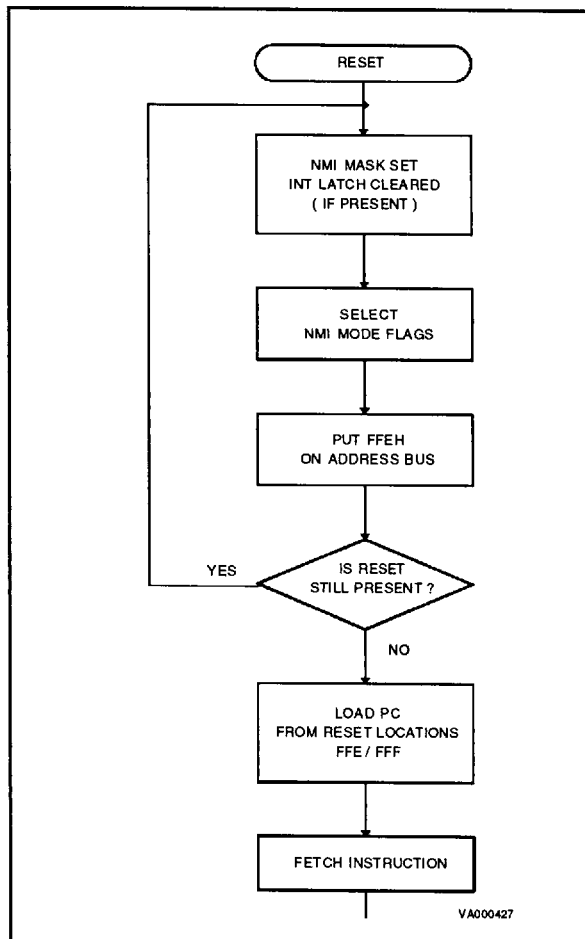 RESET
NMI MASK SET
INT LATCH CLEARED
( IF PRESENT )
SELECT
NMI MODE FLAGS
PUT FFEH
ON ADDRESS BUS
IS RESET
STILL PRESENT ?
YES
NO
LOAD PC
FROM RESET LOCATIONS
FFE / FFF
FETCH INSTRUCTION
VA000427